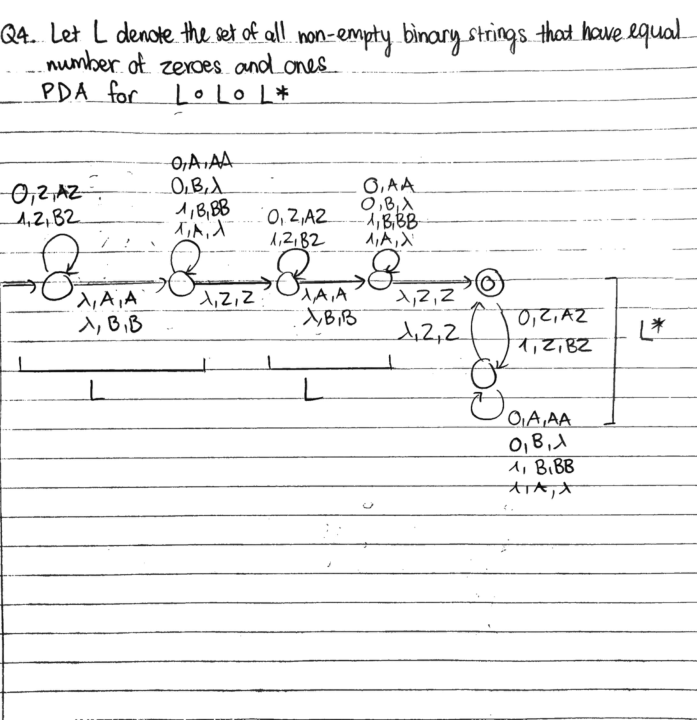 Q4. Let L denote the set of all non-empty binary strings that have equal
number of zeroes and ones
PDA for L∘L∘L*
0,A,AA
0,B,λ
1,B,BB
1,A,λ
0,Z,AZ
1,Z,BZ
0,Z,AZ
1,Z,BZ
0,AA
0,B,λ
1,B,BB
1,A,λ
λ,A,A
λ,B,B
λ,Z,Z
λ,A,A
λ,B,B
λ,Z,Z
λ,Z,Z
0,Z,AZ
1,Z,BZ
L*
L
L
0,A,AA
0,B,λ
1,B,BB
1,A,λ